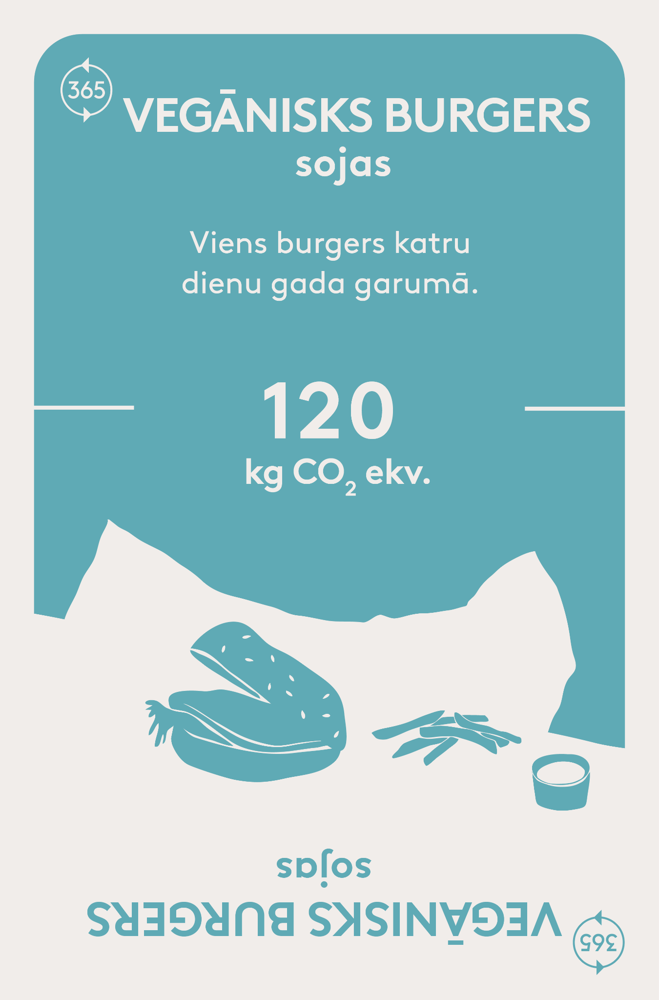 365
VEGĀNISKS BURGERS
sojas
Viens burgers katru
dienu gada garumā.
120
kg CO₂ ekv.
sojas
VEGĀNISKS BURGERS
365